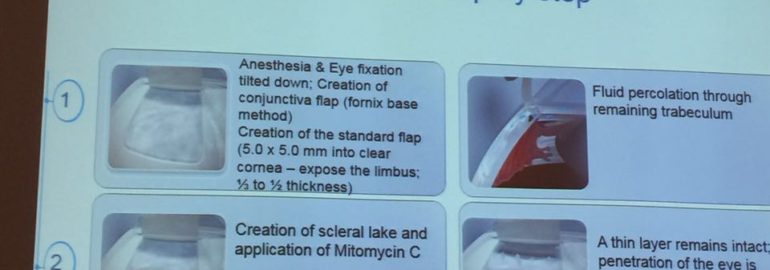 1
Anesthesia & Eye fixation
tilted down; Creation of
conjunctiva flap (fornix base
method)
Creation of the standard flap
(5.0 x 5.0 mm into clear
cornea – expose the limbus;
⅓ to ½ thickness)
Fluid percolation through
remaining trabeculum
2
Creation of scleral lake and
application of Mitomycin C
A thin layer remains intact;
penetration of the eye is